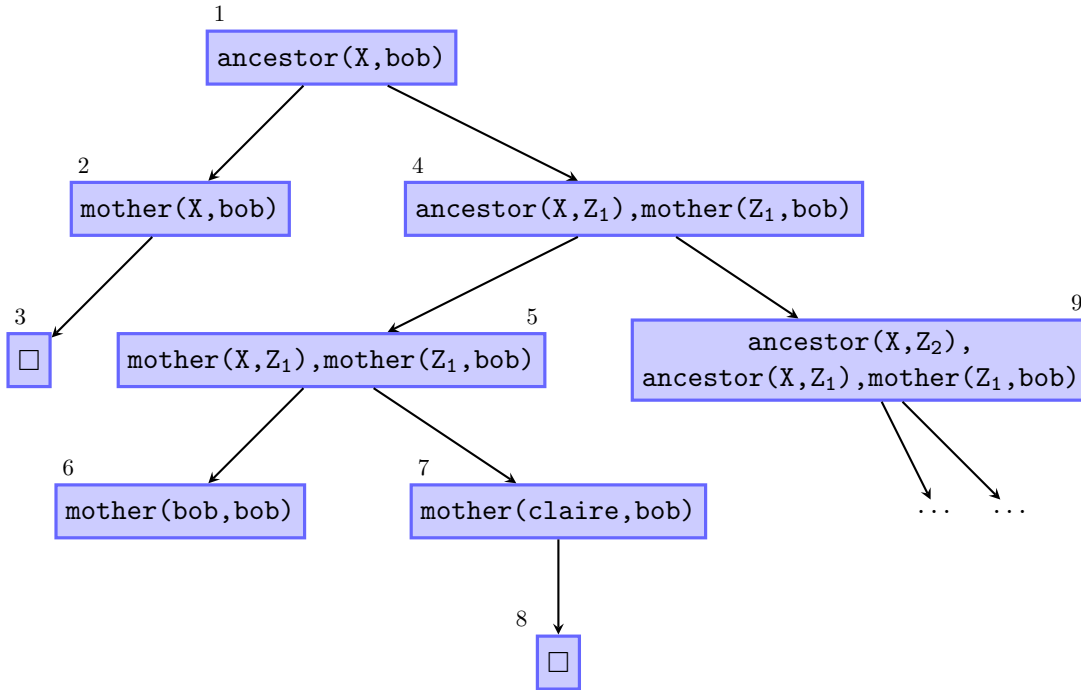 1
ancestor(X,bob)
2
mother(X,bob)
4
ancestor(X,Z₁),mother(Z₁,bob)
3
□
5
mother(X,Z₁),mother(Z₁,bob)
9
ancestor(X,Z₂),
ancestor(X,Z₁),mother(Z₁,bob)
6
mother(bob,bob)
7
mother(claire,bob)
... ...
8
□